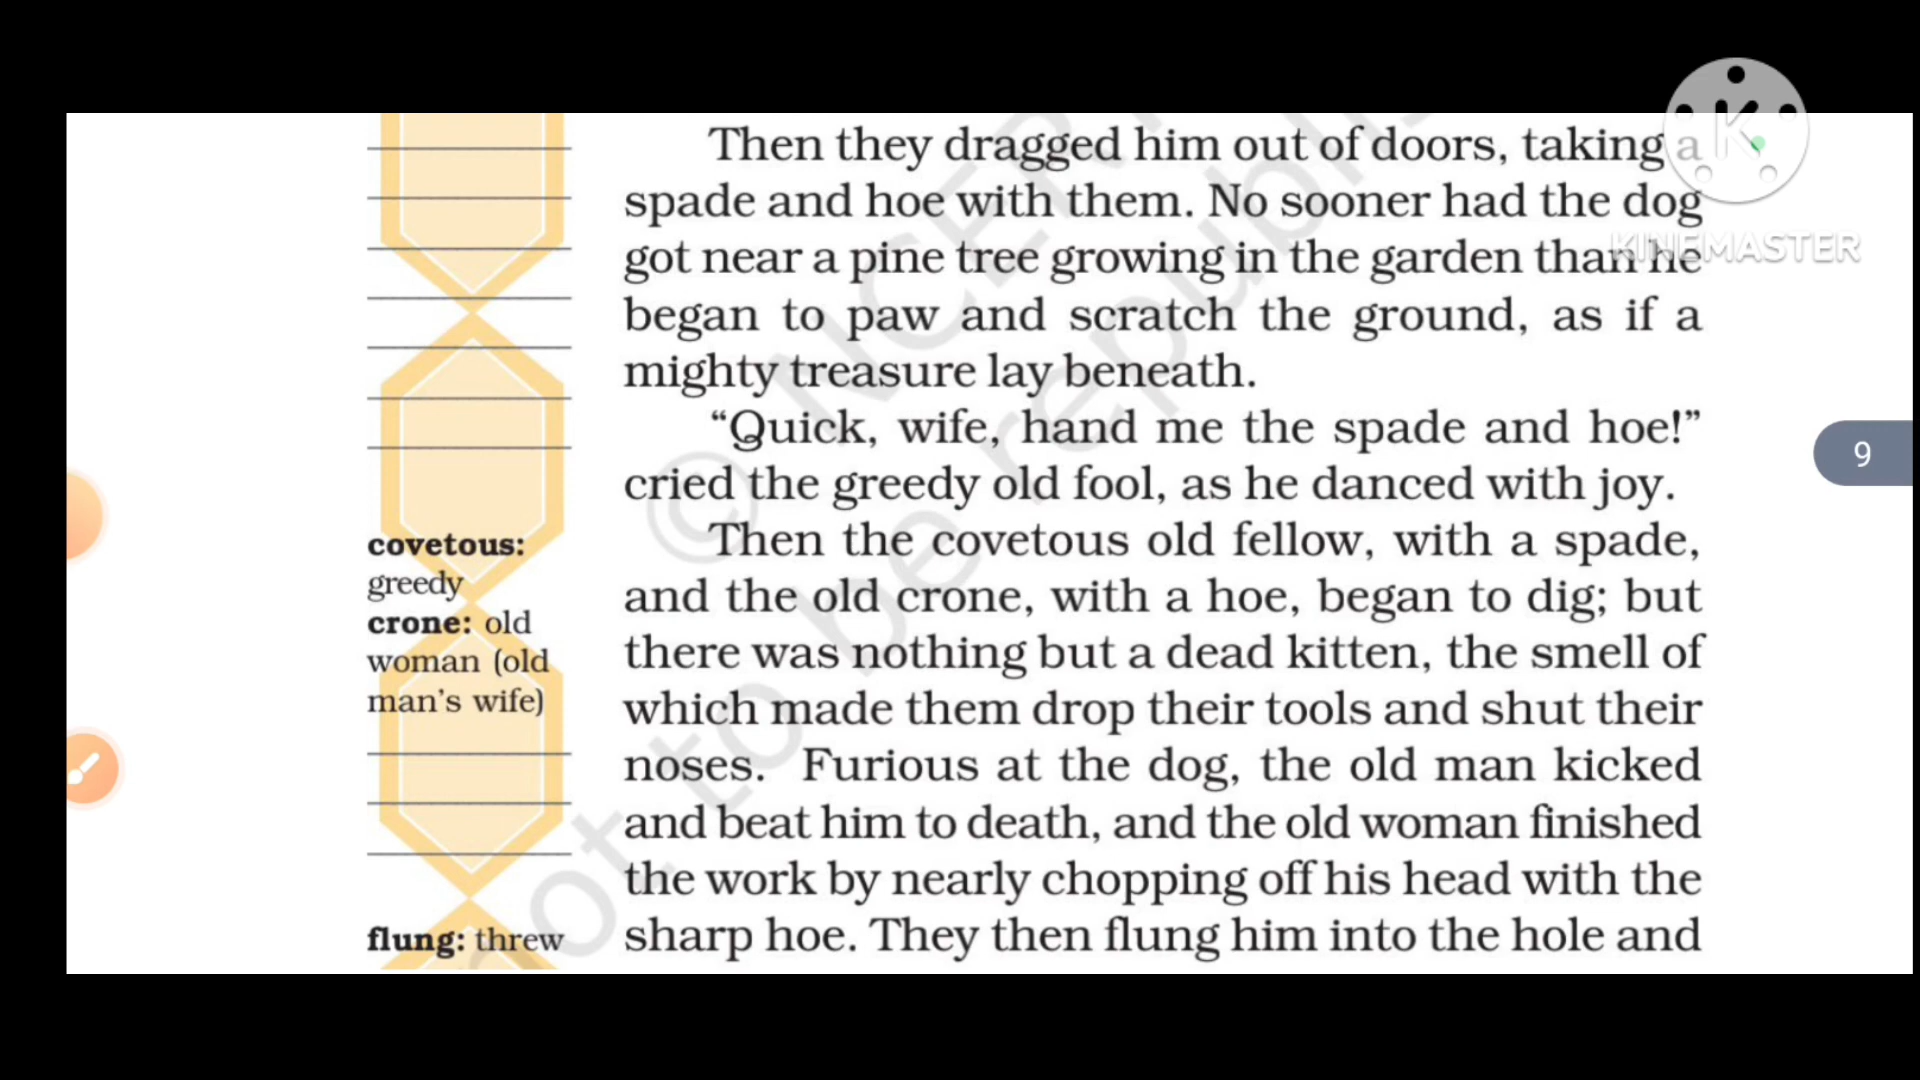 Then they dragged him out of doors, taking a
spade and hoe with them. No sooner had the dog
got near a pine tree growing in the garden than he
began to paw and scratch the ground, as if a
mighty treasure lay beneath.
“Quick, wife, hand me the spade and hoe!”
cried the greedy old fool, as he danced with joy.
Then the covetous old fellow, with a spade,
and the old crone, with a hoe, began to dig; but
there was nothing but a dead kitten, the smell of
which made them drop their tools and shut their
noses. Furious at the dog, the old man kicked
and beat him to death, and the old woman finished
the work by nearly chopping off his head with the
sharp hoe. They then flung him into the hole and
covetous:
greedy
crone: old
woman (old
man's wife)
flung: threw
9
K
KINEMASTER
© NCERT
not to be republis